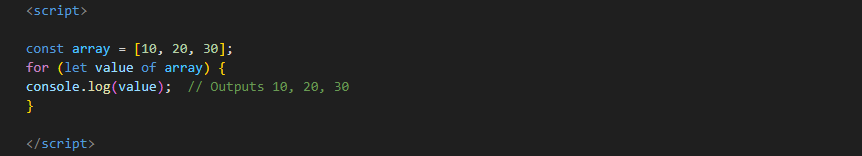 <script>
const array = [10, 20, 30];
for (let value of array) {
console.log(value);  // Outputs 10, 20, 30
}
</script>